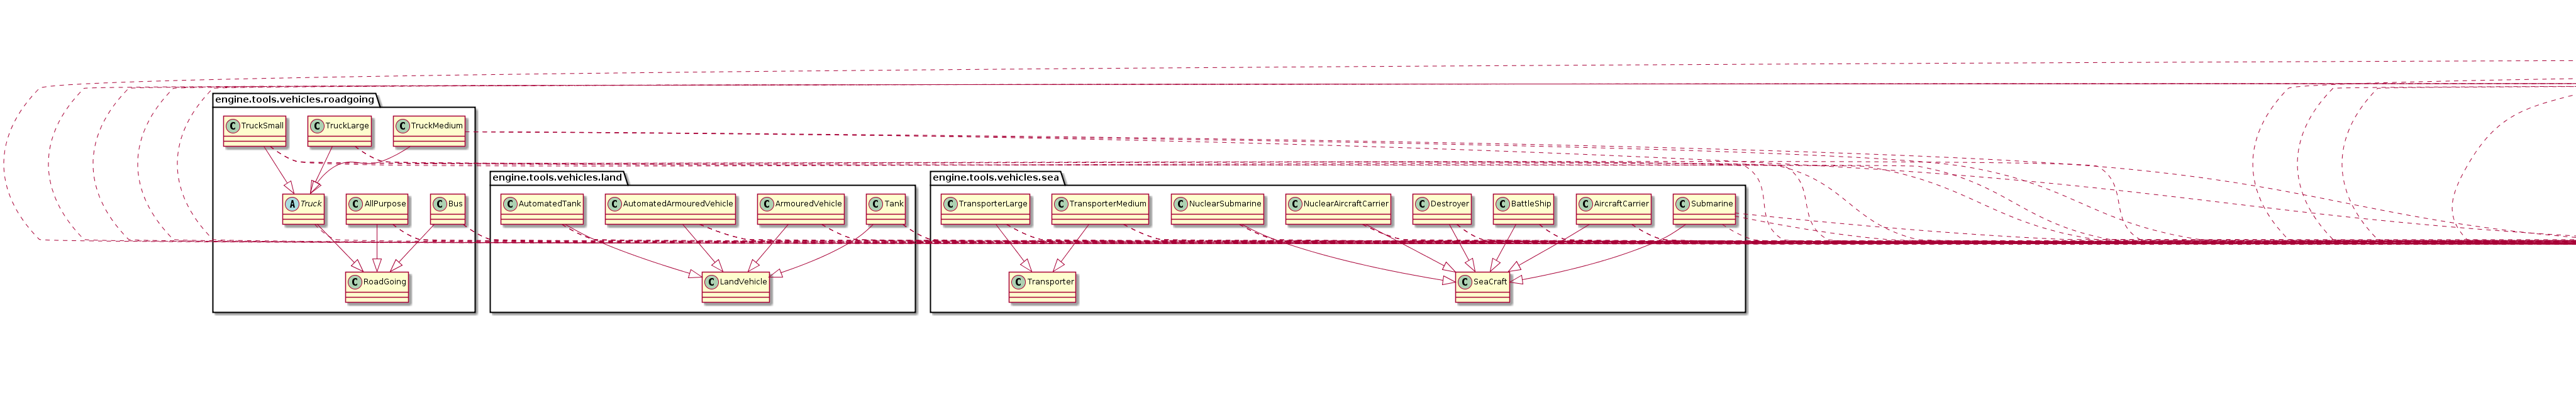 engine.tools.vehicles.roadgoing
C TruckSmall
C TruckLarge
C TruckMedium
A Truck
C AllPurpose
C Bus
C RoadGoing
engine.tools.vehicles.land
C AutomatedTank
C AutomatedArmouredVehicle
C ArmouredVehicle
C Tank
C LandVehicle
engine.tools.vehicles.sea
C TransporterLarge
C TransporterMedium
C NuclearSubmarine
C NuclearAircraftCarrier
C Destroyer
C BattleShip
C AircraftCarrier
C Submarine
C Transporter
C SeaCraft